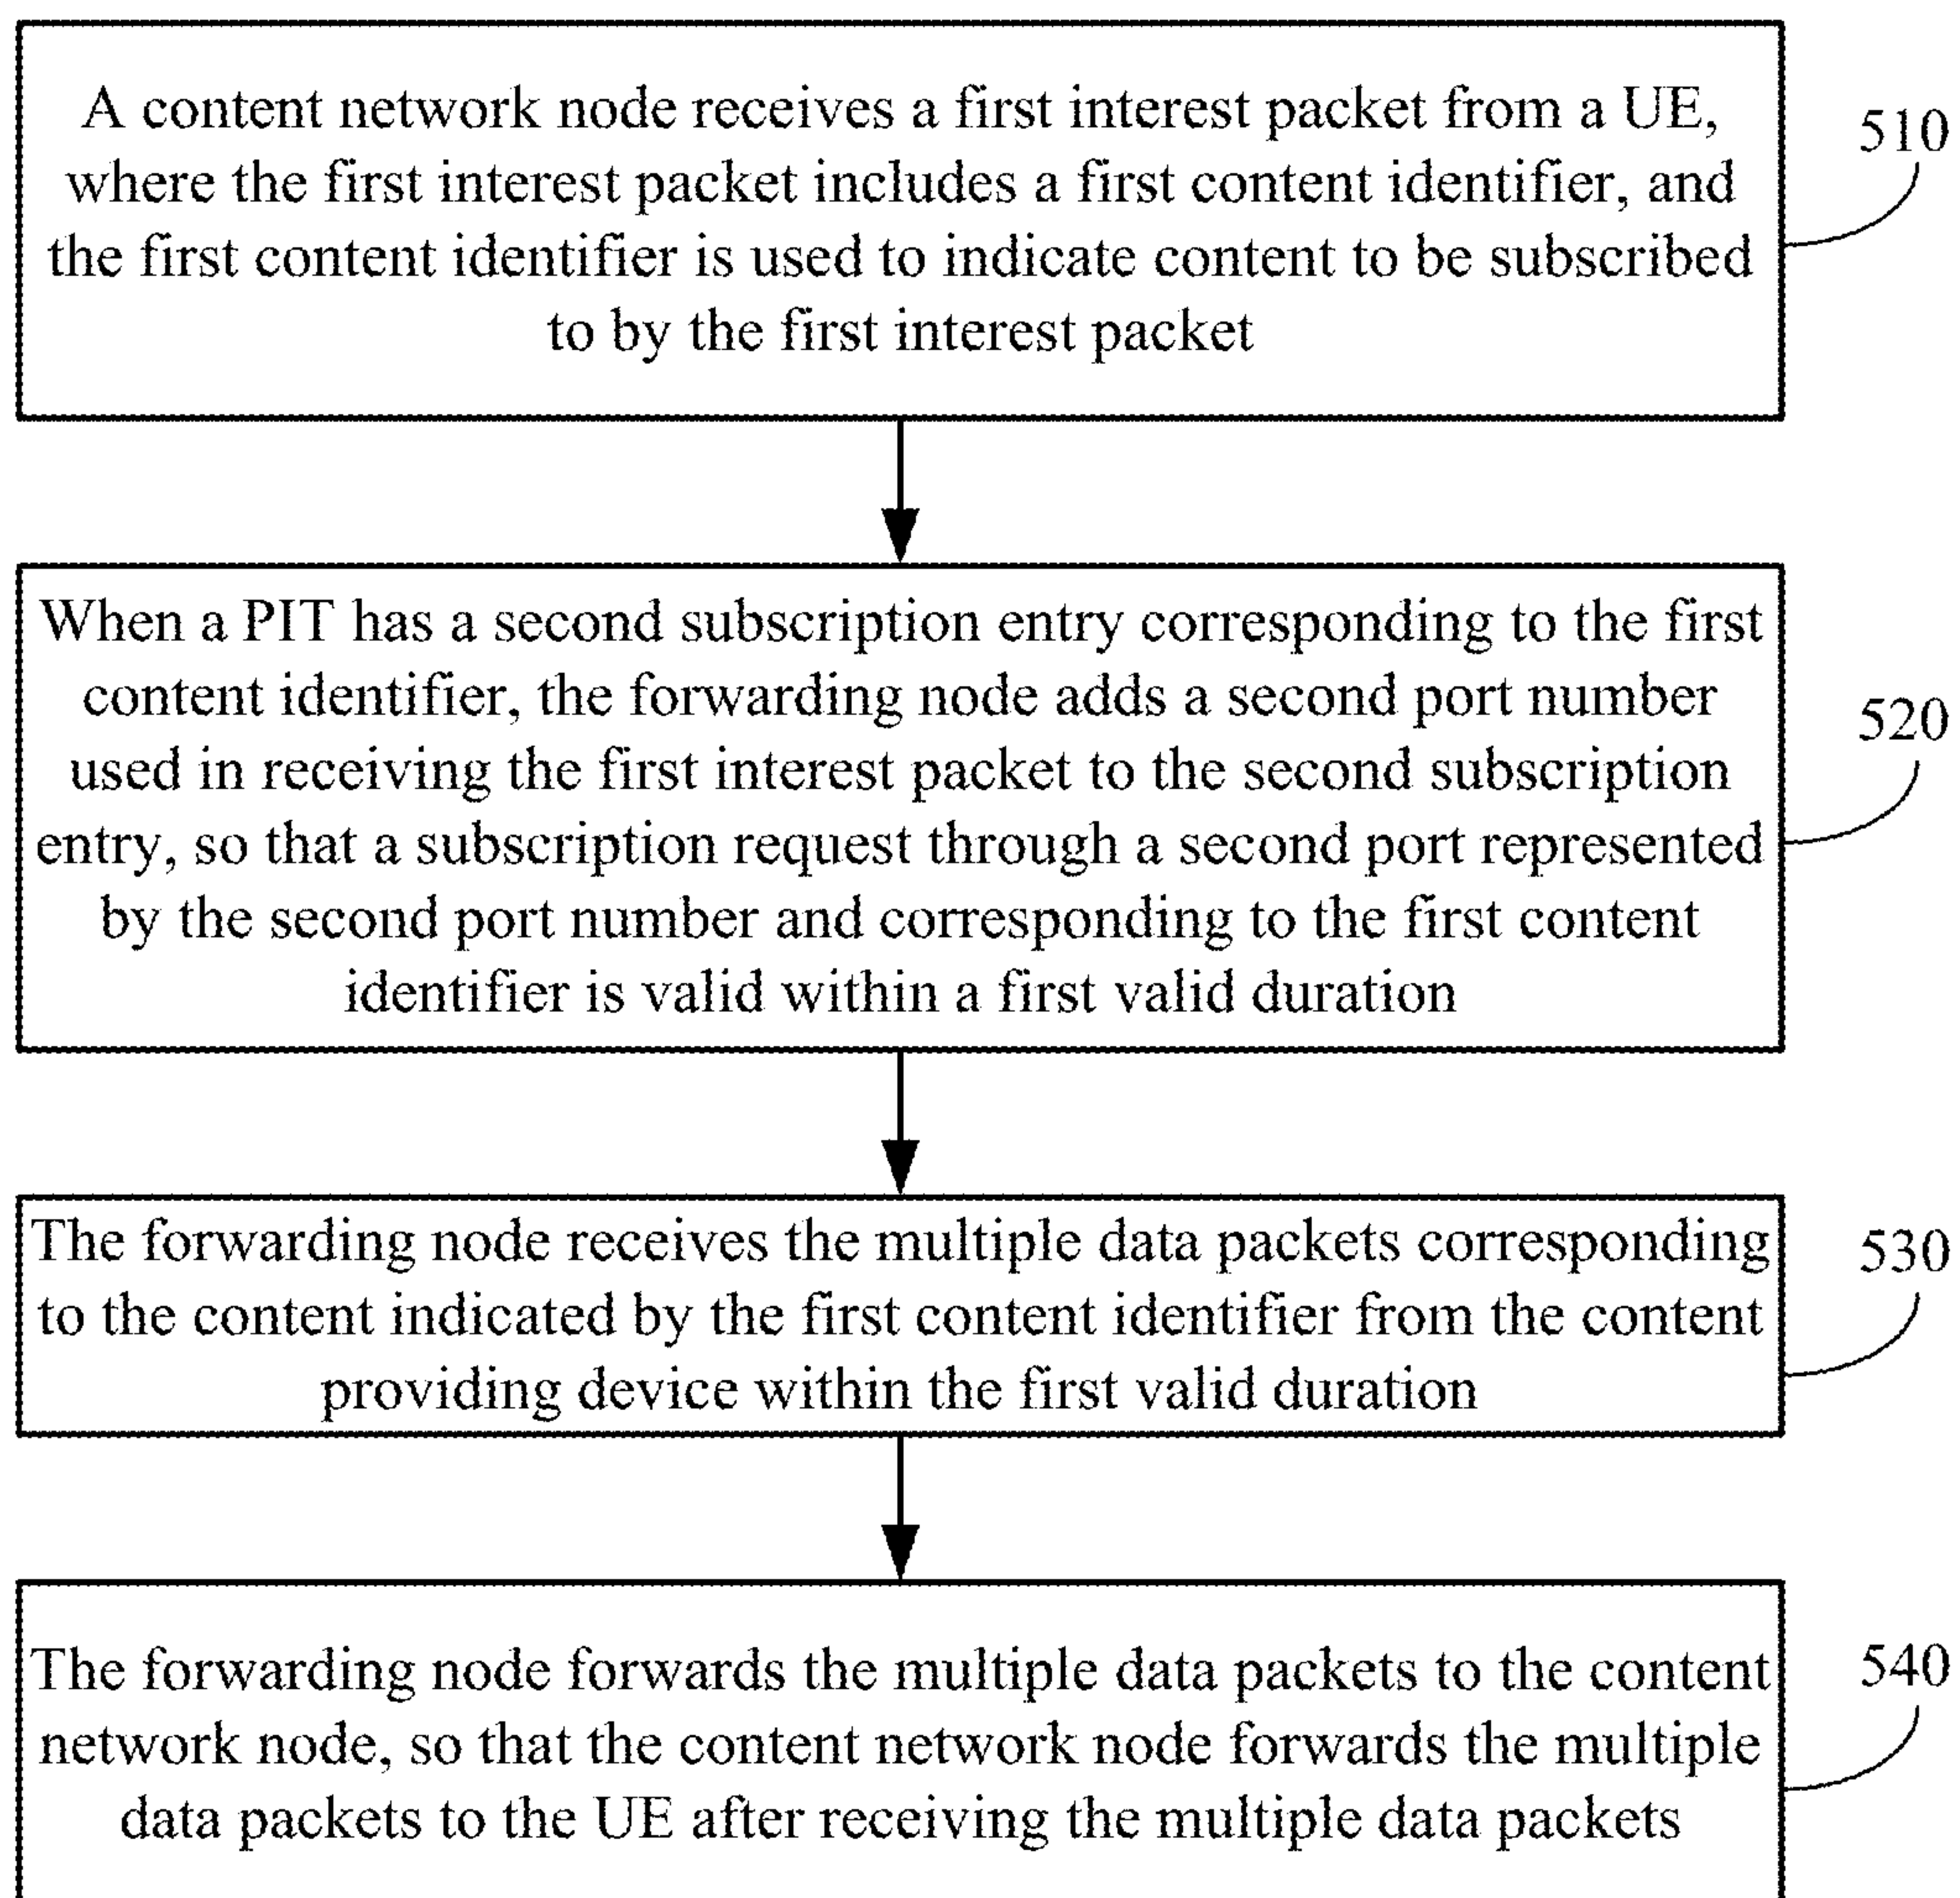 A content network node receives a first interest packet from a UE,
where the first interest packet includes a first content identifier, and
the first content identifier is used to indicate content to be subscribed
to by the first interest packet
510
When a PIT has a second subscription entry corresponding to the first
content identifier, the forwarding node adds a second port number
used in receiving the first interest packet to the second subscription
entry, so that a subscription request through a second port represented
by the second port number and corresponding to the first content
identifier is valid within a first valid duration
520
The forwarding node receives the multiple data packets corresponding
to the content indicated by the first content identifier from the content
providing device within the first valid duration
530
The forwarding node forwards the multiple data packets to the content
network node, so that the content network node forwards the multiple
data packets to the UE after receiving the multiple data packets
540